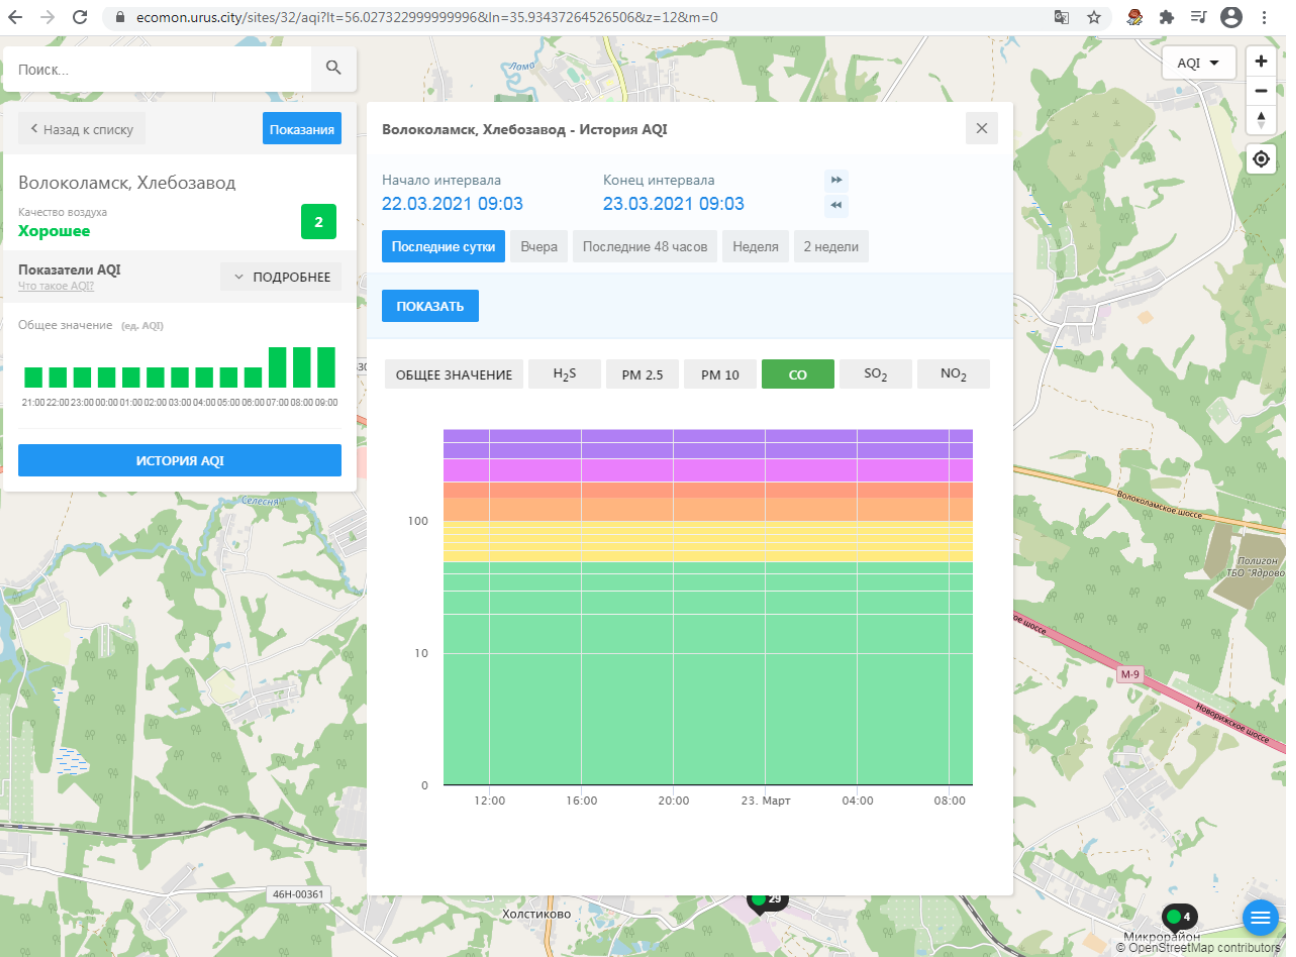 ecomon.urus.city/sites/32/aqi?lt=56.027322999999996&ln=35.93437264526506&z=12&m=0
Поиск...
AQI
Назад к списку
Показания
Волоколамск, Хлебозавод
Качество воздуха
Хорошее
2
Показатели AQI
Что такое AQI?
ПОДРОБНЕЕ
Общее значение (ед. AQI)
21:00 22:00 23:00 00:00 01:00 02:00 03:00 04:00 05:00 06:00 07:00 08:00 09:00
ИСТОРИЯ AQI
Волоколамск, Хлебозавод - История AQI
Начало интервала
22.03.2021 09:03
Конец интервала
23.03.2021 09:03
Последние сутки
Вчера
Последние 48 часов
Неделя
2 недели
ПОКАЗАТЬ
ОБЩЕЕ ЗНАЧЕНИЕ
H2S
PM 2.5
PM 10
CO
SO2
NO2
100
10
0
12:00
16:00
20:00
23. Март
04:00
08:00
Лама
Селесня
Волоколамское шоссе
Полигон
ТБО "Ядрово
М-9
Новорижское шоссе
46Н-00361
Холстиково
29
4
Микрорайон
© OpenStreetMap contributors